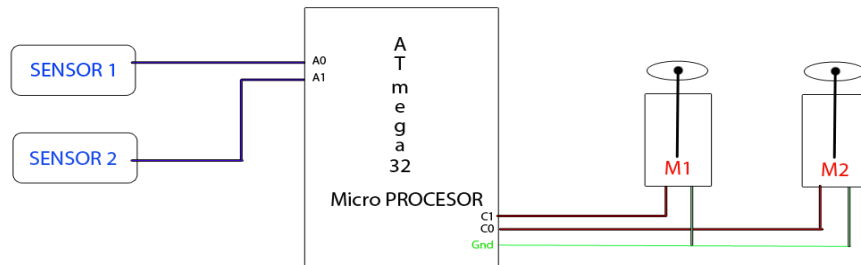 SENSOR 1
SENSOR 2
A0
A1
A
T
m
e
g
a
32
Micro PROCESOR
C1
C0
Gnd
M1
M2